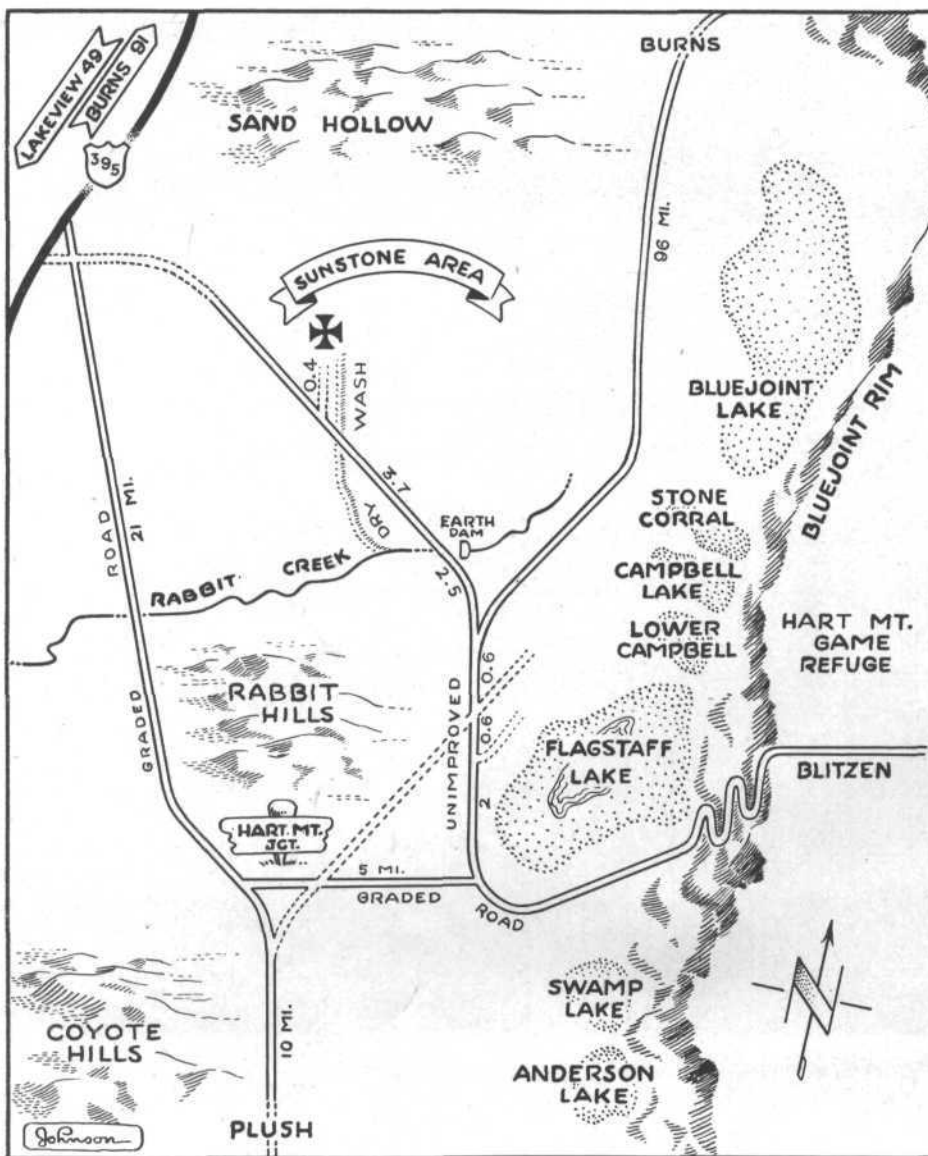 LAKEVIEW 49
BURNS 91
395
SAND HOLLOW
BURNS
96 MI.
SUNSTONE AREA
0.4
WASH
DRY
3.7
BLUEJOINT
LAKE
BLUEJOINT RIM
ROAD
21 MI.
GRADED
RABBIT CREEK
EARTH
DAM
2.5
STONE
CORRAL
CAMPBELL
LAKE
LOWER
CAMPBELL
HART MT.
GAME
REFUGE
RABBIT
HILLS
UNIMPROVED
0.6
0.6
2
FLAGSTAFF
LAKE
BLITZEN
HART. MT.
JCT.
5 MI.
GRADED
ROAD
COYOTE
HILLS
10 MI.
SWAMP
LAKE
ANDERSON
LAKE
N
PLUSH
Johnson